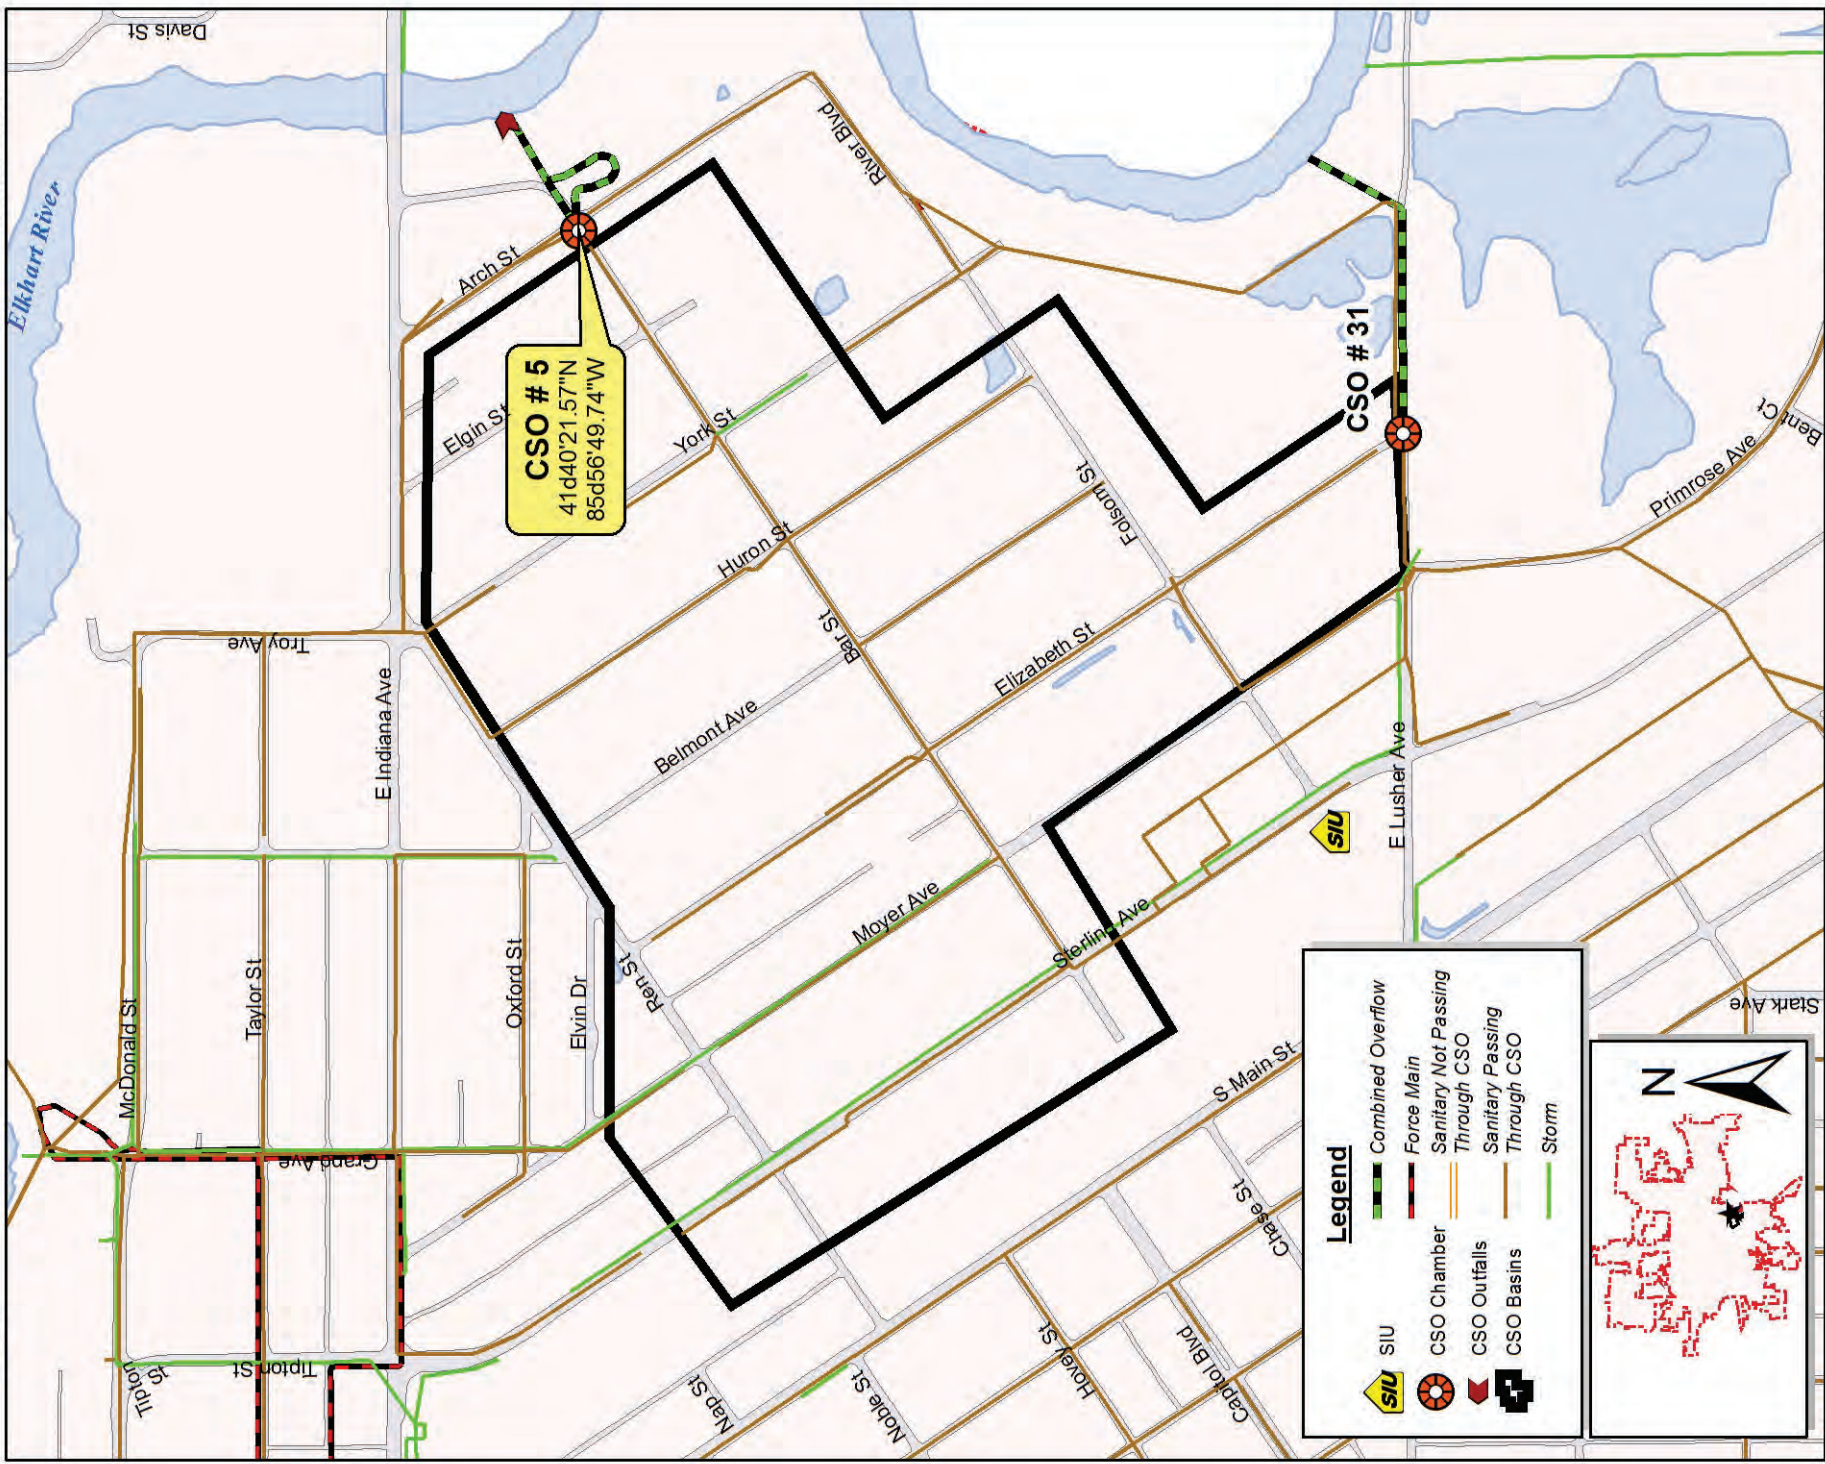 Davis St
Elkhart River
River Blvd
Arch St
CSO # 5
41d40'21.57"N
85d56'49.74"W
Elgin St
York St
CSO # 31
Huron St
Folsom St
Primrose Ave
Bent Ct
Troy Ave
E Indiana Ave
Bar St
Elizabeth St
Belmont Ave
E Lusher Ave
SIU
Moyer Ave
Sterling Ave
McDonald St
Taylor St
Oxford St
Elvin Dr
Ren St
Stark Ave
S Main St
Grand Ave
Chase St
Tipton St
Tipton St
Nap St
Noble St
Hovey St
Capitol Blvd
Legend
SIU
SIU
CSO Chamber
CSO Outfalls
CSO Basins
Combined Overflow
Force Main
Sanitary Not Passing
Through CSO
Sanitary Passing
Through CSO
Storm
N